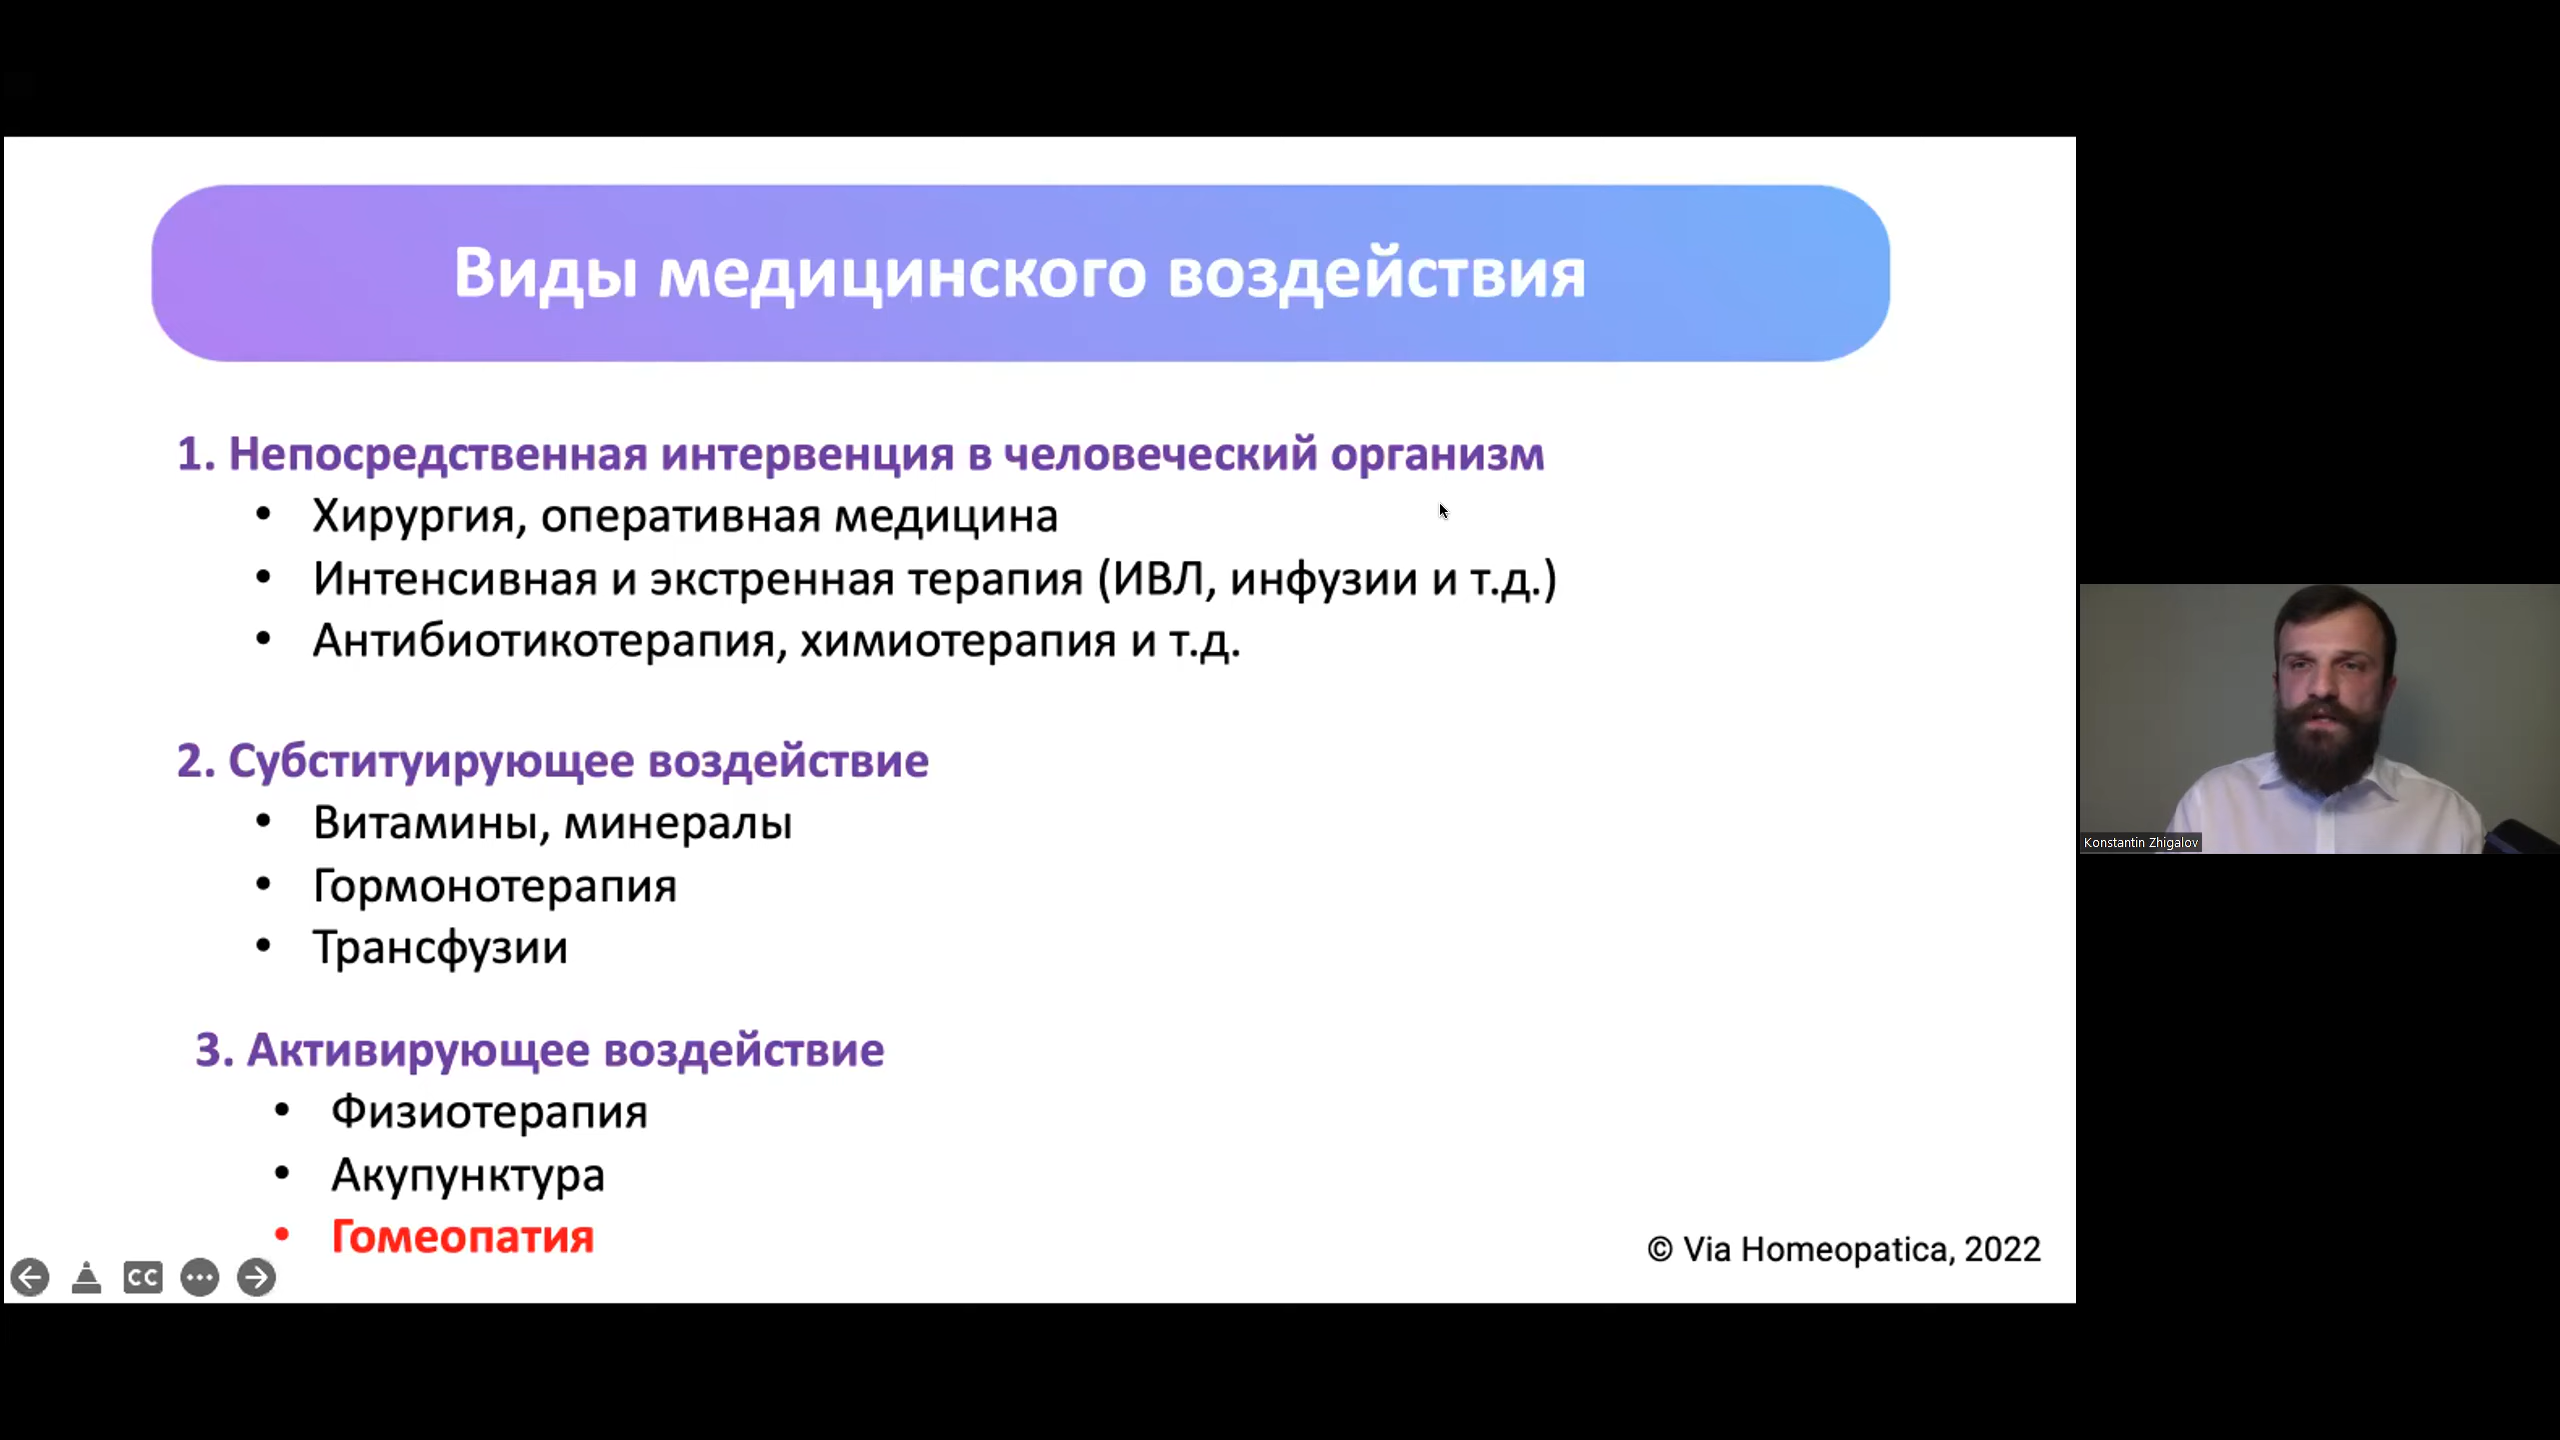 Виды медицинского воздействия
1. Непосредственная интервенция в человеческий организм
• Хирургия, оперативная медицина
• Интенсивная и экстренная терапия (ИВЛ, инфузии и т.д.)
• Антибиотикотерапия, химиотерапия и т.д.
2. Субституирующее воздействие
• Витамины, минералы
• Гормонотерапия
• Трансфузии
3. Активирующее воздействие
• Физиотерапия
• Акупунктура
• Гомеопатия
© Via Homeopatica, 2022
CC
Konstantin Zhigalov